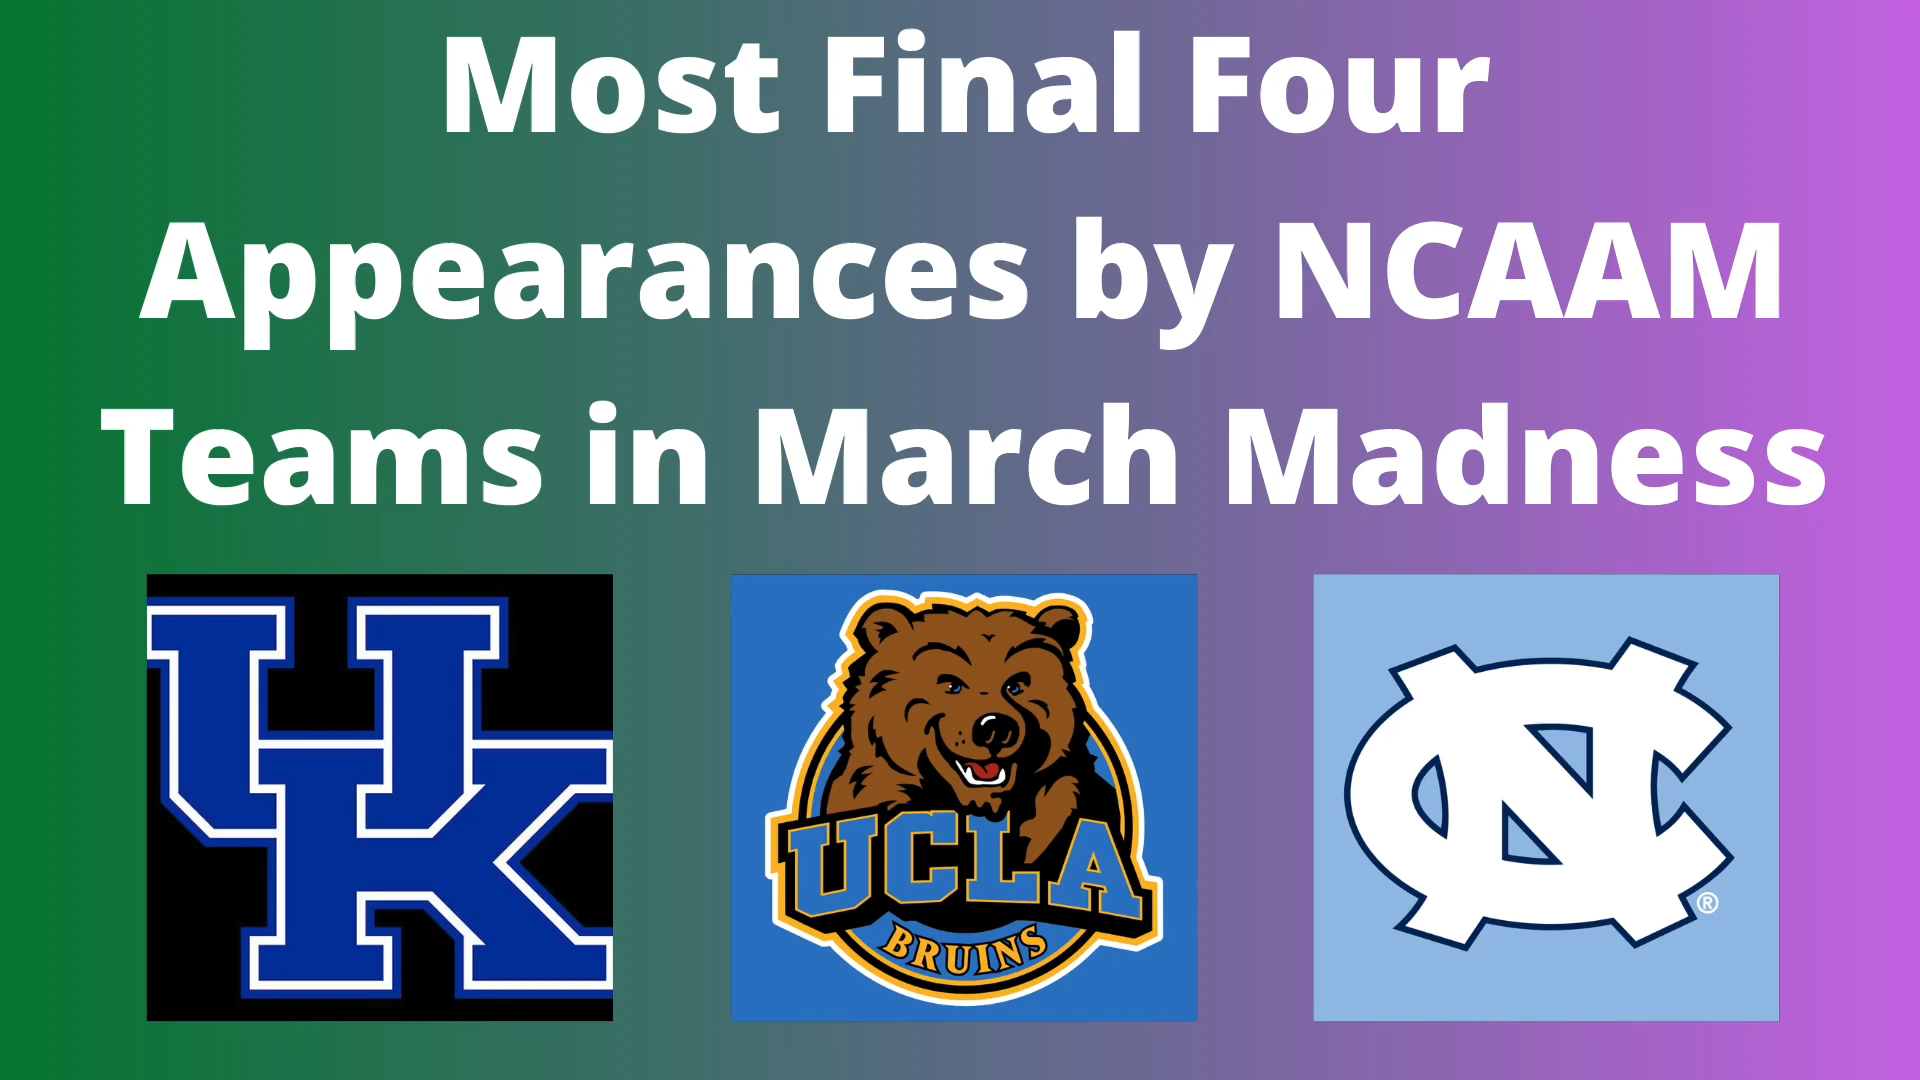 Most Final Four
Appearances by NCAAM
Teams in March Madness
UK
UCLA
BRUINS
NC
®